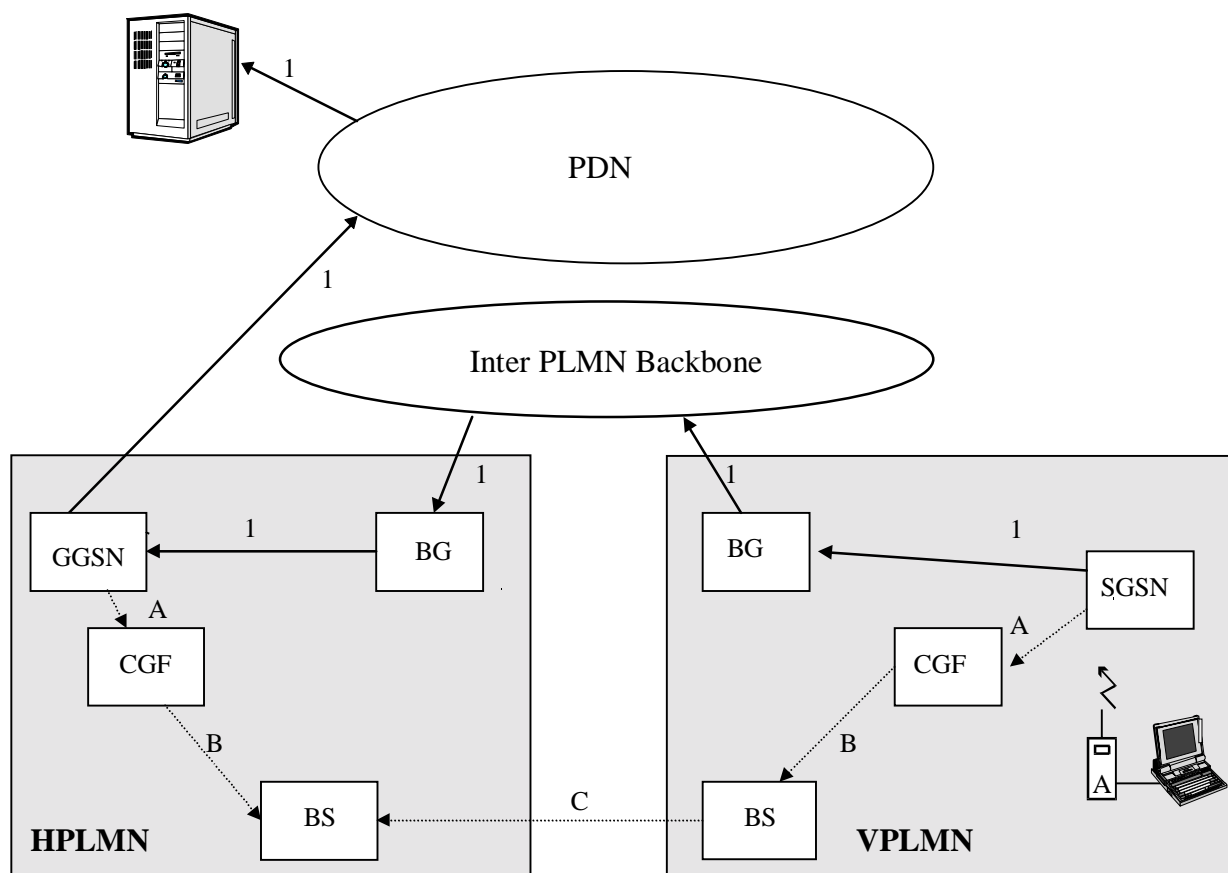 1
PDN
1
Inter PLMN Backbone
1
1
GGSN
1
BG
BG
1
SGSN
A
CGF
A
CGF
B
B
A
BS
C
BS
HPLMN
VPLMN